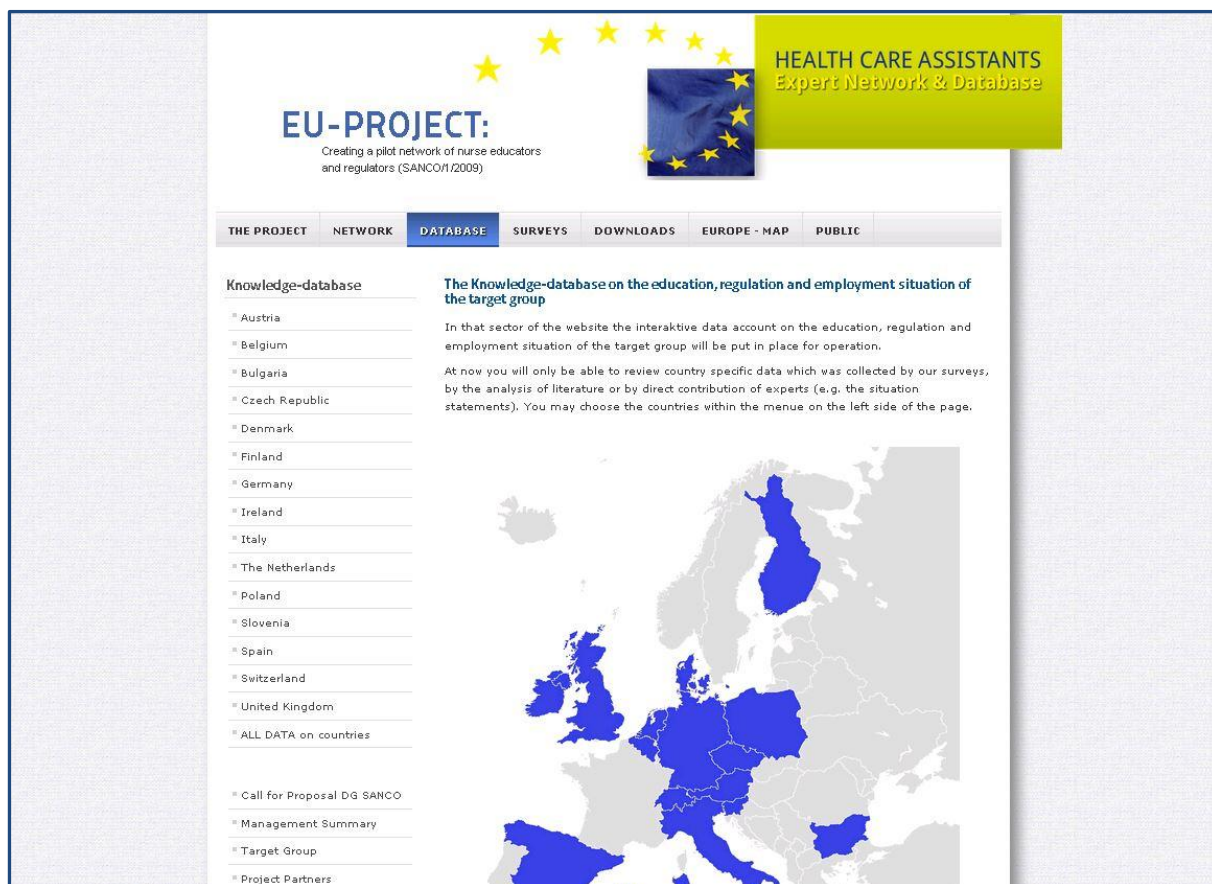 HEALTH CARE ASSISTANTS
Expert Network & Database
EU-PROJECT:
Creating a pilot network of nurse educators
and regulators (SANCO/1/2009)
THE PROJECT NETWORK DATABASE SURVEYS DOWNLOADS EUROPE - MAP PUBLIC
Knowledge-database
Austria
Belgium
Bulgaria
Czech Republic
Denmark
Finland
Germany
Ireland
Italy
The Netherlands
Poland
Slovenia
Spain
Switzerland
United Kingdom
ALL DATA on countries
Call for Proposal DG SANCO
Management Summary
Target Group
Project Partners
The Knowledge-database on the education, regulation and employment situation of
the target group
In that sector of the website the interaktive data account on the education, regulation and
employment situation of the target group will be put in place for operation.
At now you will only be able to review country specific data which was collected by our surveys,
by the analysis of literature or by direct contribution of experts (e.g. the situation
statements). You may choose the countries within the menue on the left side of the page.